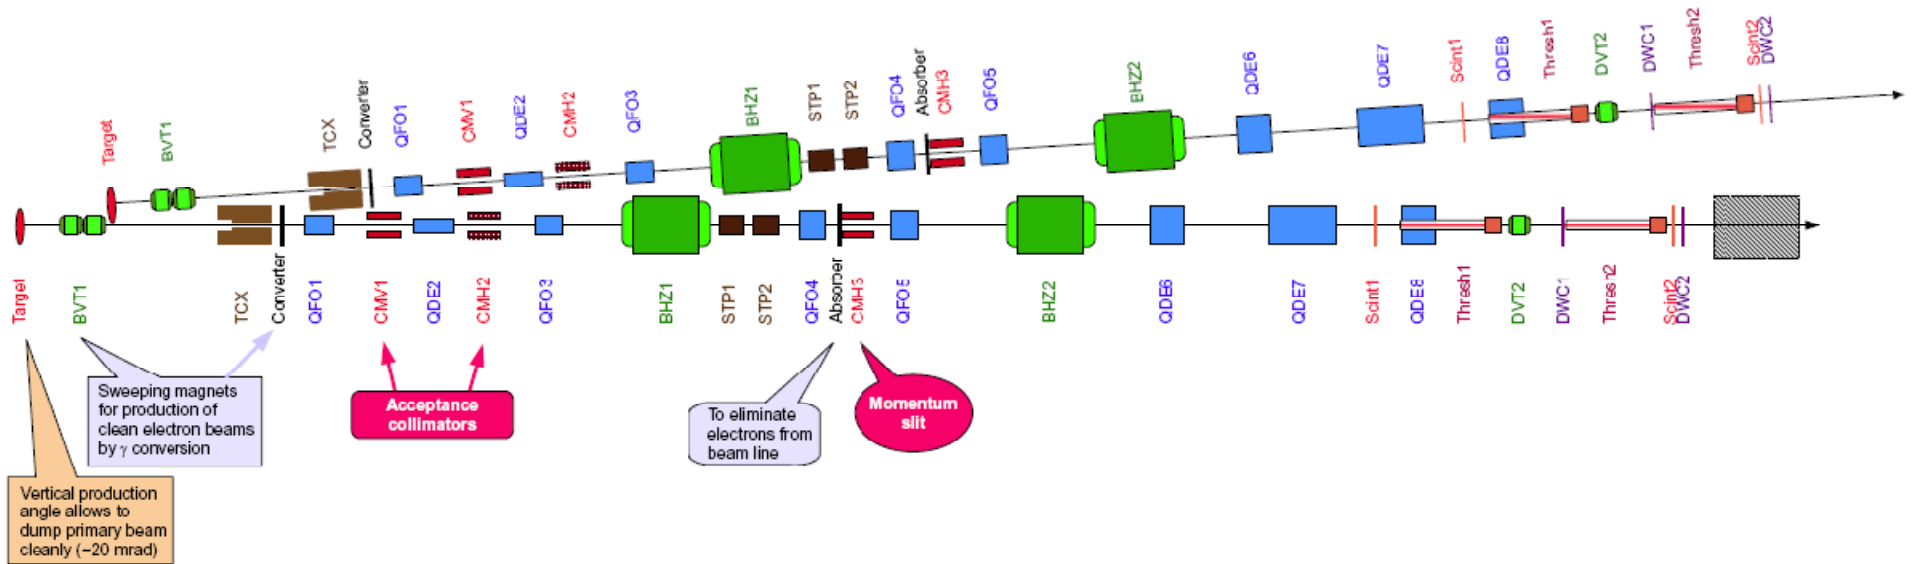 Target
BVT1
TCX
Converter
QFO1
CMV1
QDE2
CMH2
QFO3
BHZ1
STP1
STP2
QFO4
Absorber
CMH3
QFO5
BHZ2
QDE6
QDE7
Scint1
QDE8
Thresh1
DVT2
DWC1
Thresh2
Scint2
DWC2
Target
BVT1
TCX
Converter
QFO1
CMV1
QDE2
CMH2
QFO3
BHZ1
STP1
STP2
QFO4
Absorber
CMH3
QFO5
BHZ2
QDE6
QDE7
Scint1
QDE8
Thresh1
DVT2
DWC1
Thresh2
Scint2
DWC2
Sweeping magnets
for production of
clean electron beams
by γ conversion
Acceptance
collimators
To eliminate
electrons from
beam line
Momentum
slit
Vertical production
angle allows to
dump primary beam
cleanly (~20 mrad)